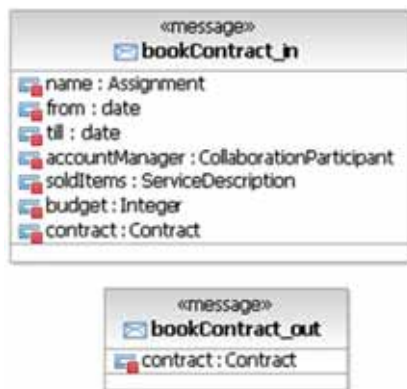 «message»
bookContract_in
name : Assignment
from : date
till : date
accountManager : CollaborationParticipant
soldItems : ServiceDescription
budget : Integer
contract : Contract
«message»
bookContract_out
contract : Contract